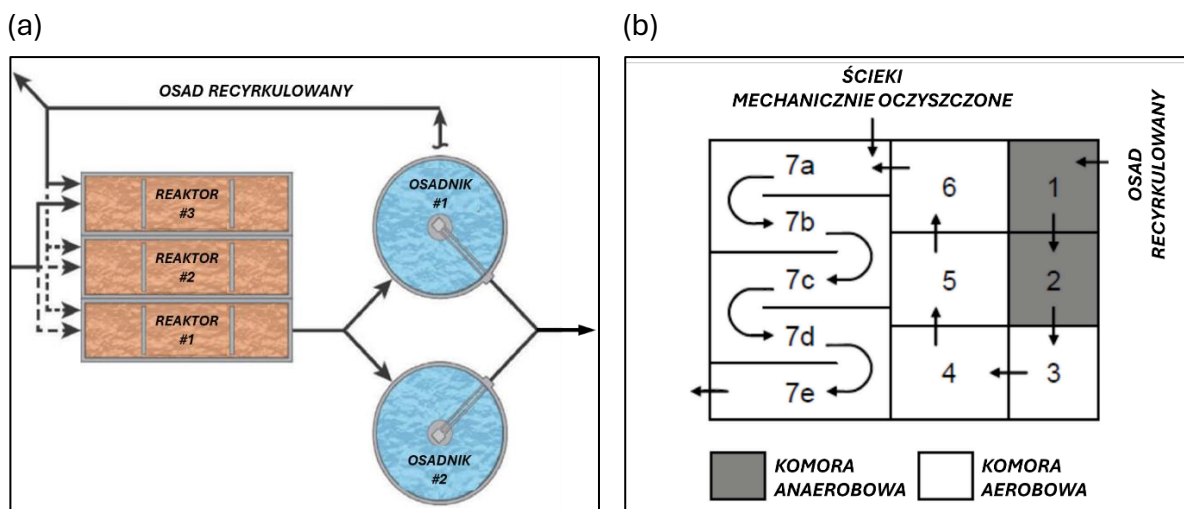 (a)
OSAD RECYRKULOWANY
REAKTOR
#3
REAKTOR
#2
REAKTOR
#1
OSADNIK
#1
OSADNIK
#2
(b)
ŚCIEKI
MECHANICZNIE OCZYSZCZONE
OSAD
RECYRKULOWANY
7a
6
1
7b
7c
5
2
7d
4
3
7e
KOMORA
ANAEROBOWA
KOMORA
AEROBOWA